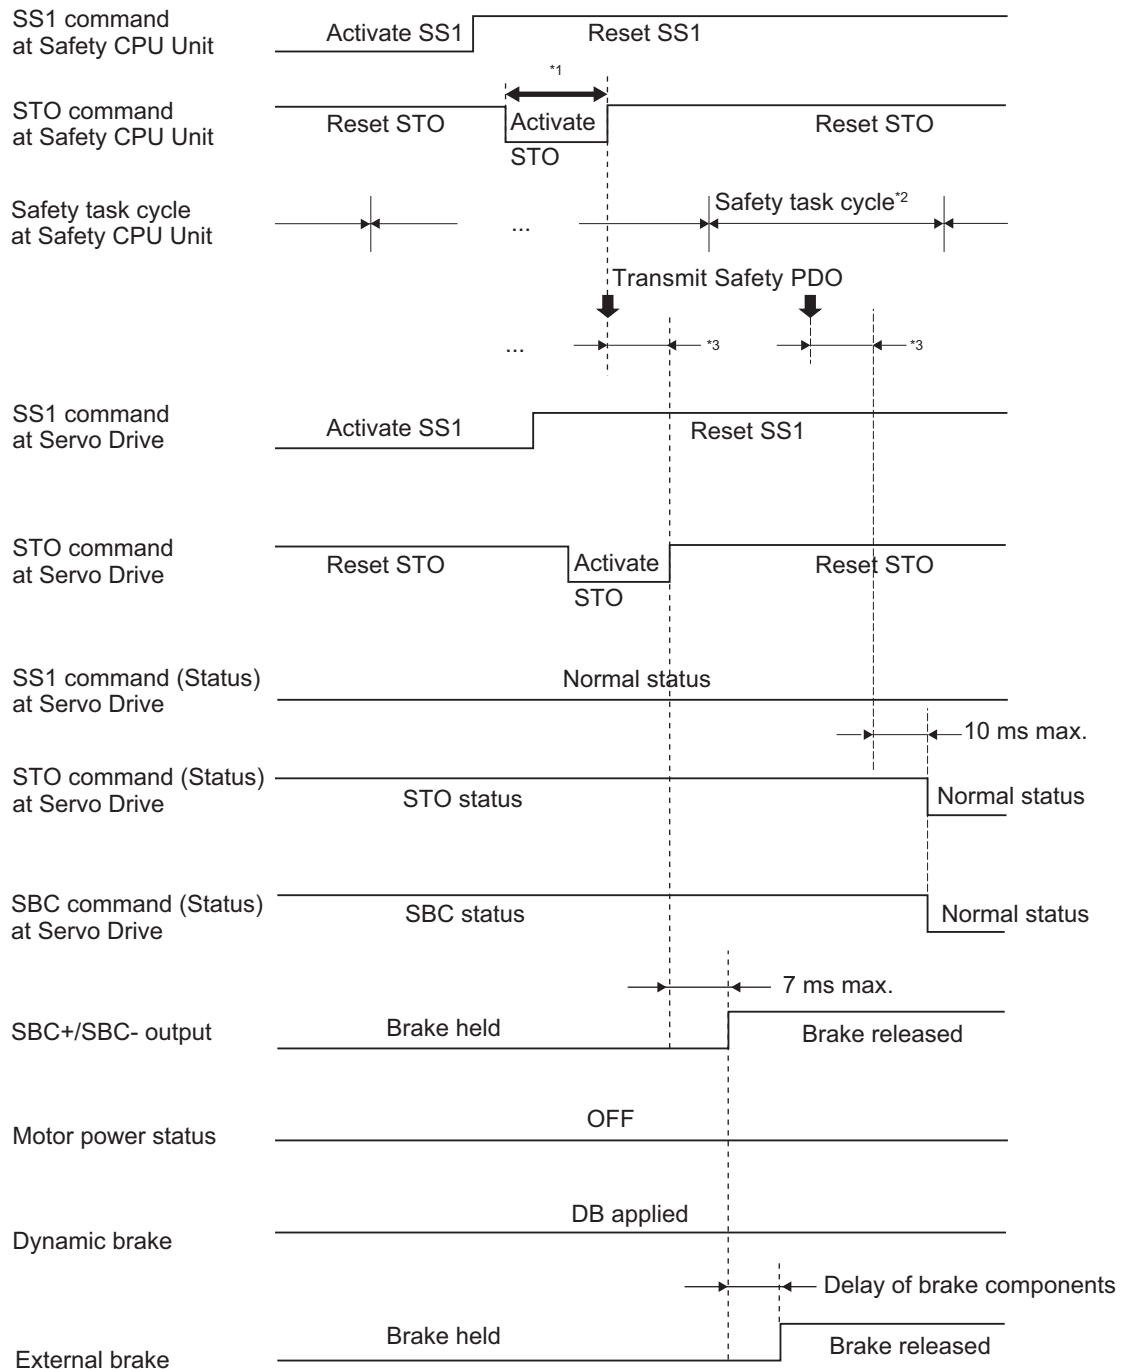 SS1 command
at Safety CPU Unit
Activate SS1
Reset SS1
*1
STO command
at Safety CPU Unit
Reset STO
Activate
STO
Reset STO
Safety task cycle
at Safety CPU Unit
...
Safety task cycle*2
Transmit Safety PDO
...
*3
*3
SS1 command
at Servo Drive
Activate SS1
Reset SS1
STO command
at Servo Drive
Reset STO
Activate
STO
Reset STO
SS1 command (Status)
at Servo Drive
Normal status
10 ms max.
STO command (Status)
at Servo Drive
STO status
Normal status
SBC command (Status)
at Servo Drive
SBC status
Normal status
7 ms max.
SBC+/SBC- output
Brake held
Brake released
Motor power status
OFF
Dynamic brake
DB applied
Delay of brake components
External brake
Brake held
Brake released